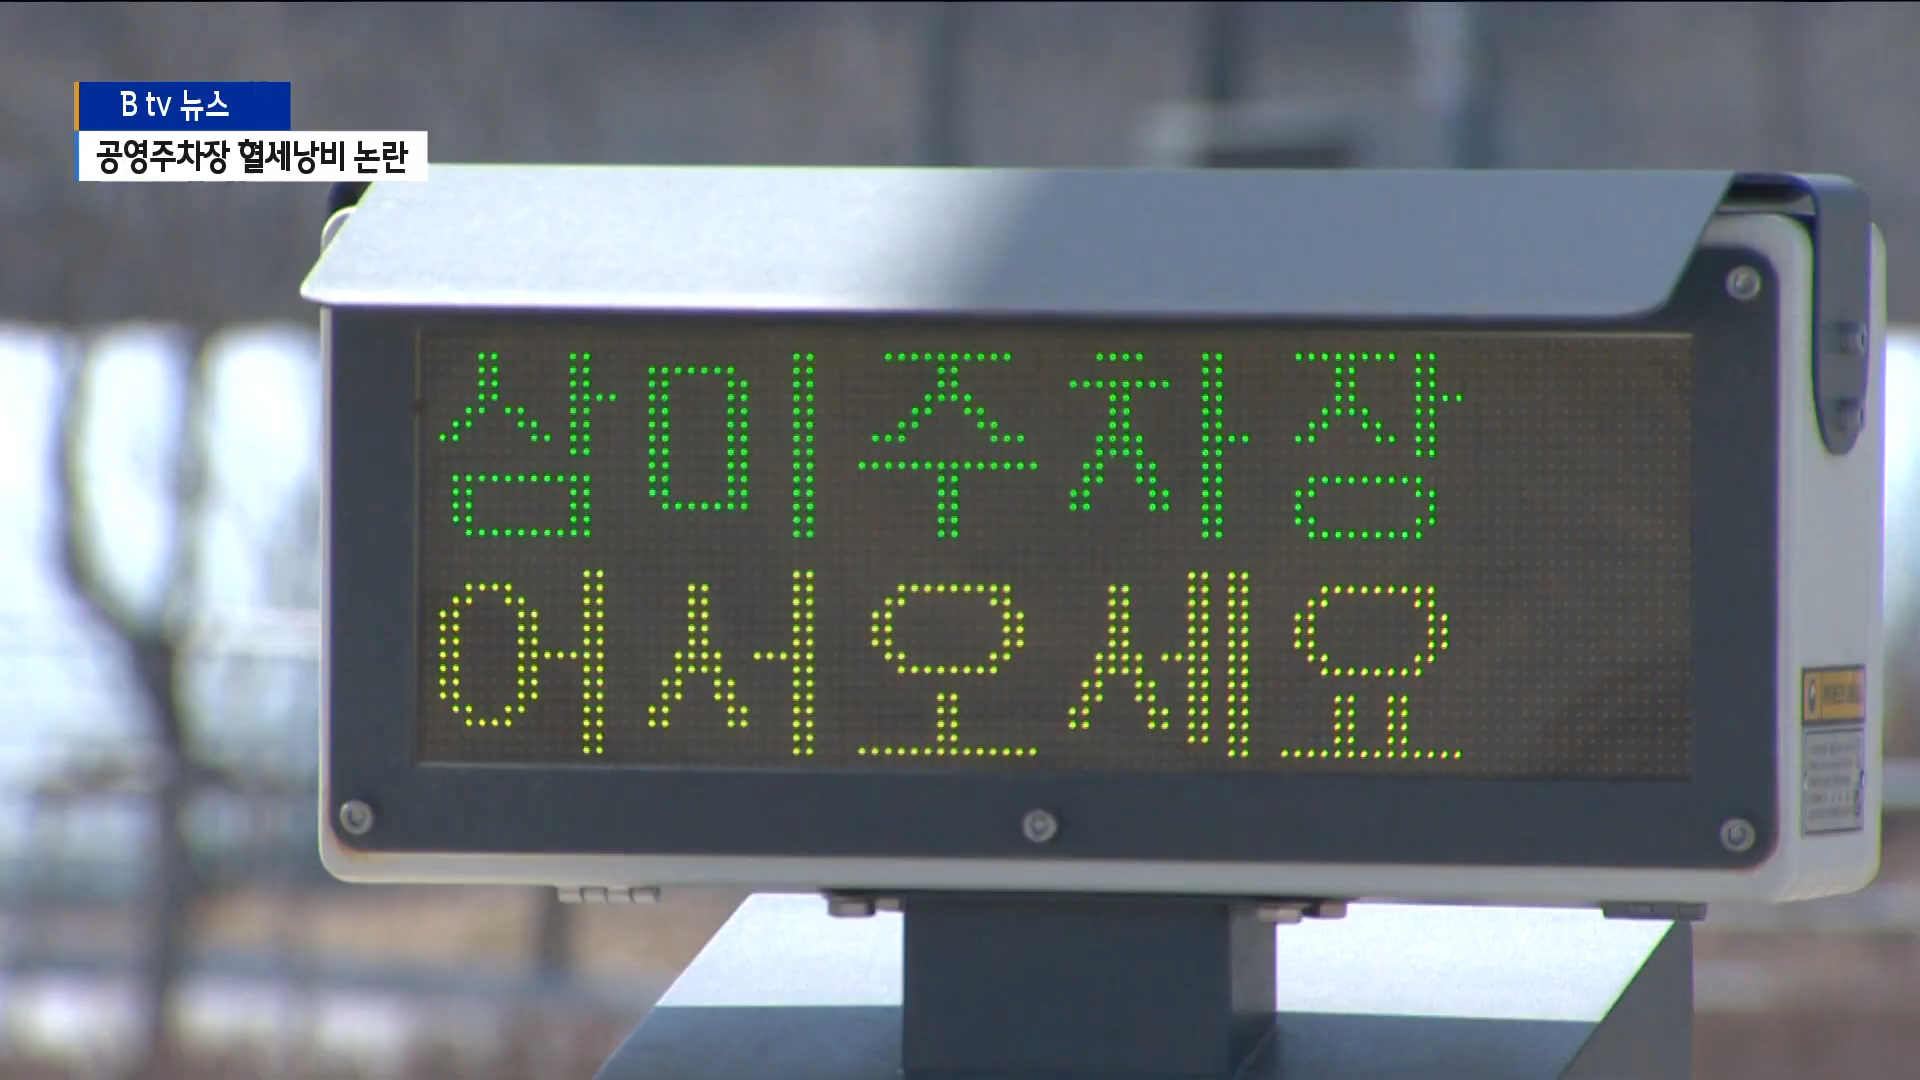 B tv 뉴스
공영주차장 혈세낭비 논란
삼미주차장
어서오세요